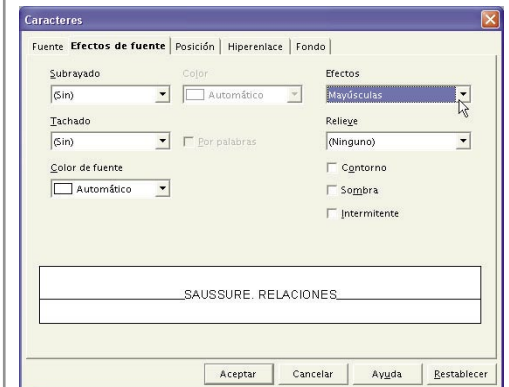 Caracteres
Fuente Efectos de fuente Posición Hiperenlace Fondo
Subrayado Color Efectos
(Sin) Automático Mayúsculas
Tachado Relieve
(Sin) Por palabras (Ninguno)
Color de fuente Contorno
Automático Sombra
Intermitente
SAUSSURE. RELACIONES
Aceptar Cancelar Ayuda Restablecer